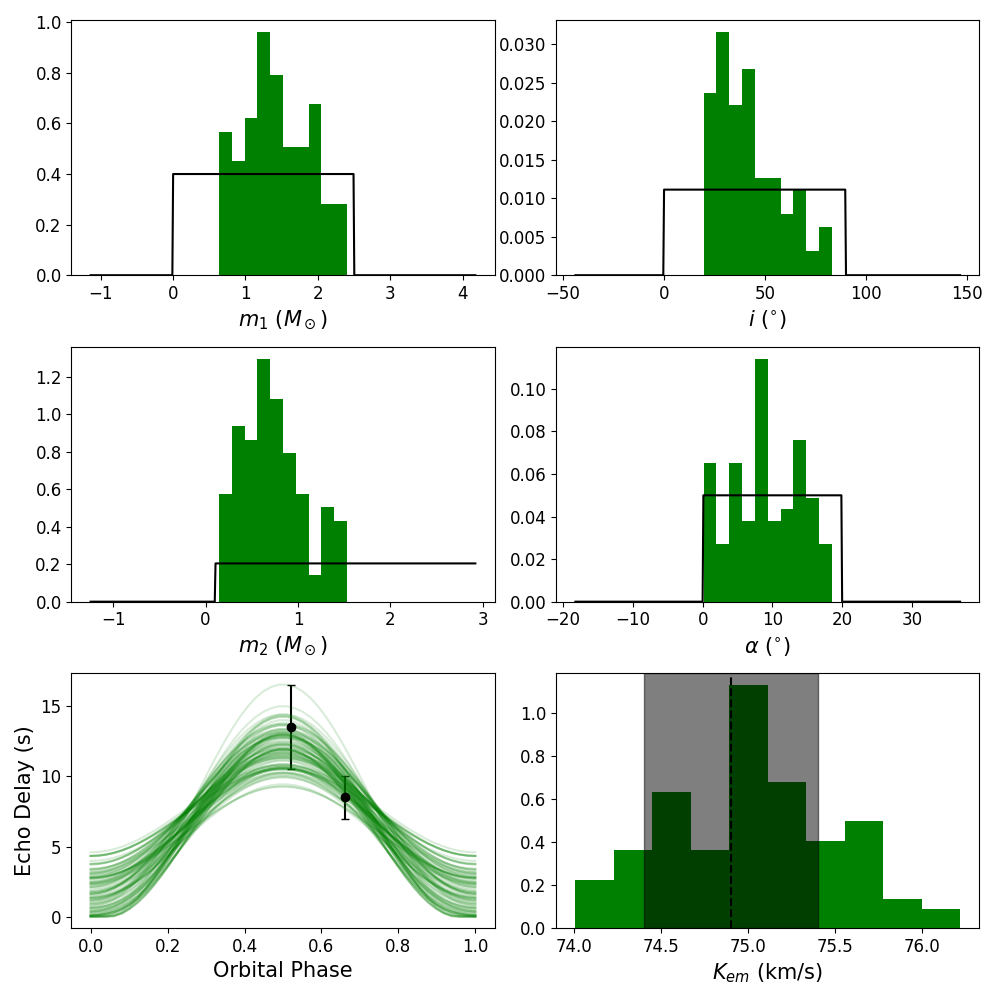 1.0
0.8
0.6
0.4
0.2
0.0
−1 0 1 2 3 4
m₁ (M⊙)
0.030
0.025
0.020
0.015
0.010
0.005
0.000
−50 0 50 100 150
i (°)
1.2
1.0
0.8
0.6
0.4
0.2
0.0
−1 0 1 2 3
m₂ (M⊙)
0.10
0.08
0.06
0.04
0.02
0.00
−20 −10 0 10 20 30
α (°)
Echo Delay (s)
15
10
5
0
0.0 0.2 0.4 0.6 0.8 1.0
Orbital Phase
1.0
0.8
0.6
0.4
0.2
0.0
74.0 74.5 75.0 75.5 76.0
Kₑₘ (km/s)